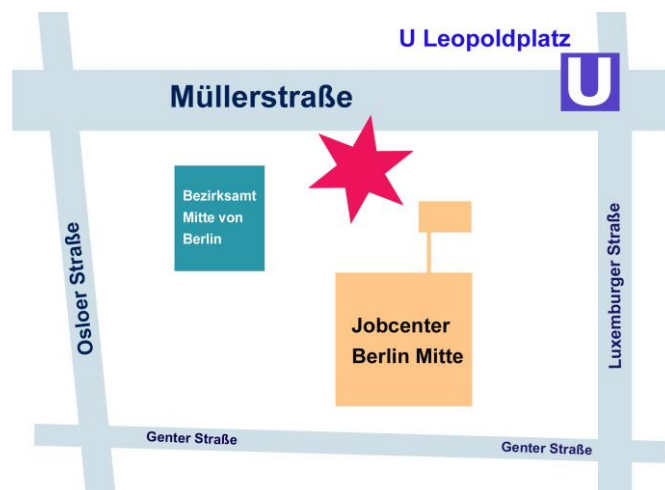 U Leopoldplatz
U
Müllerstraße
Bezirksamt
Mitte von
Berlin
Osloer Straße
Luxemburger Straße
Jobcenter
Berlin Mitte
Genter Straße
Genter Straße